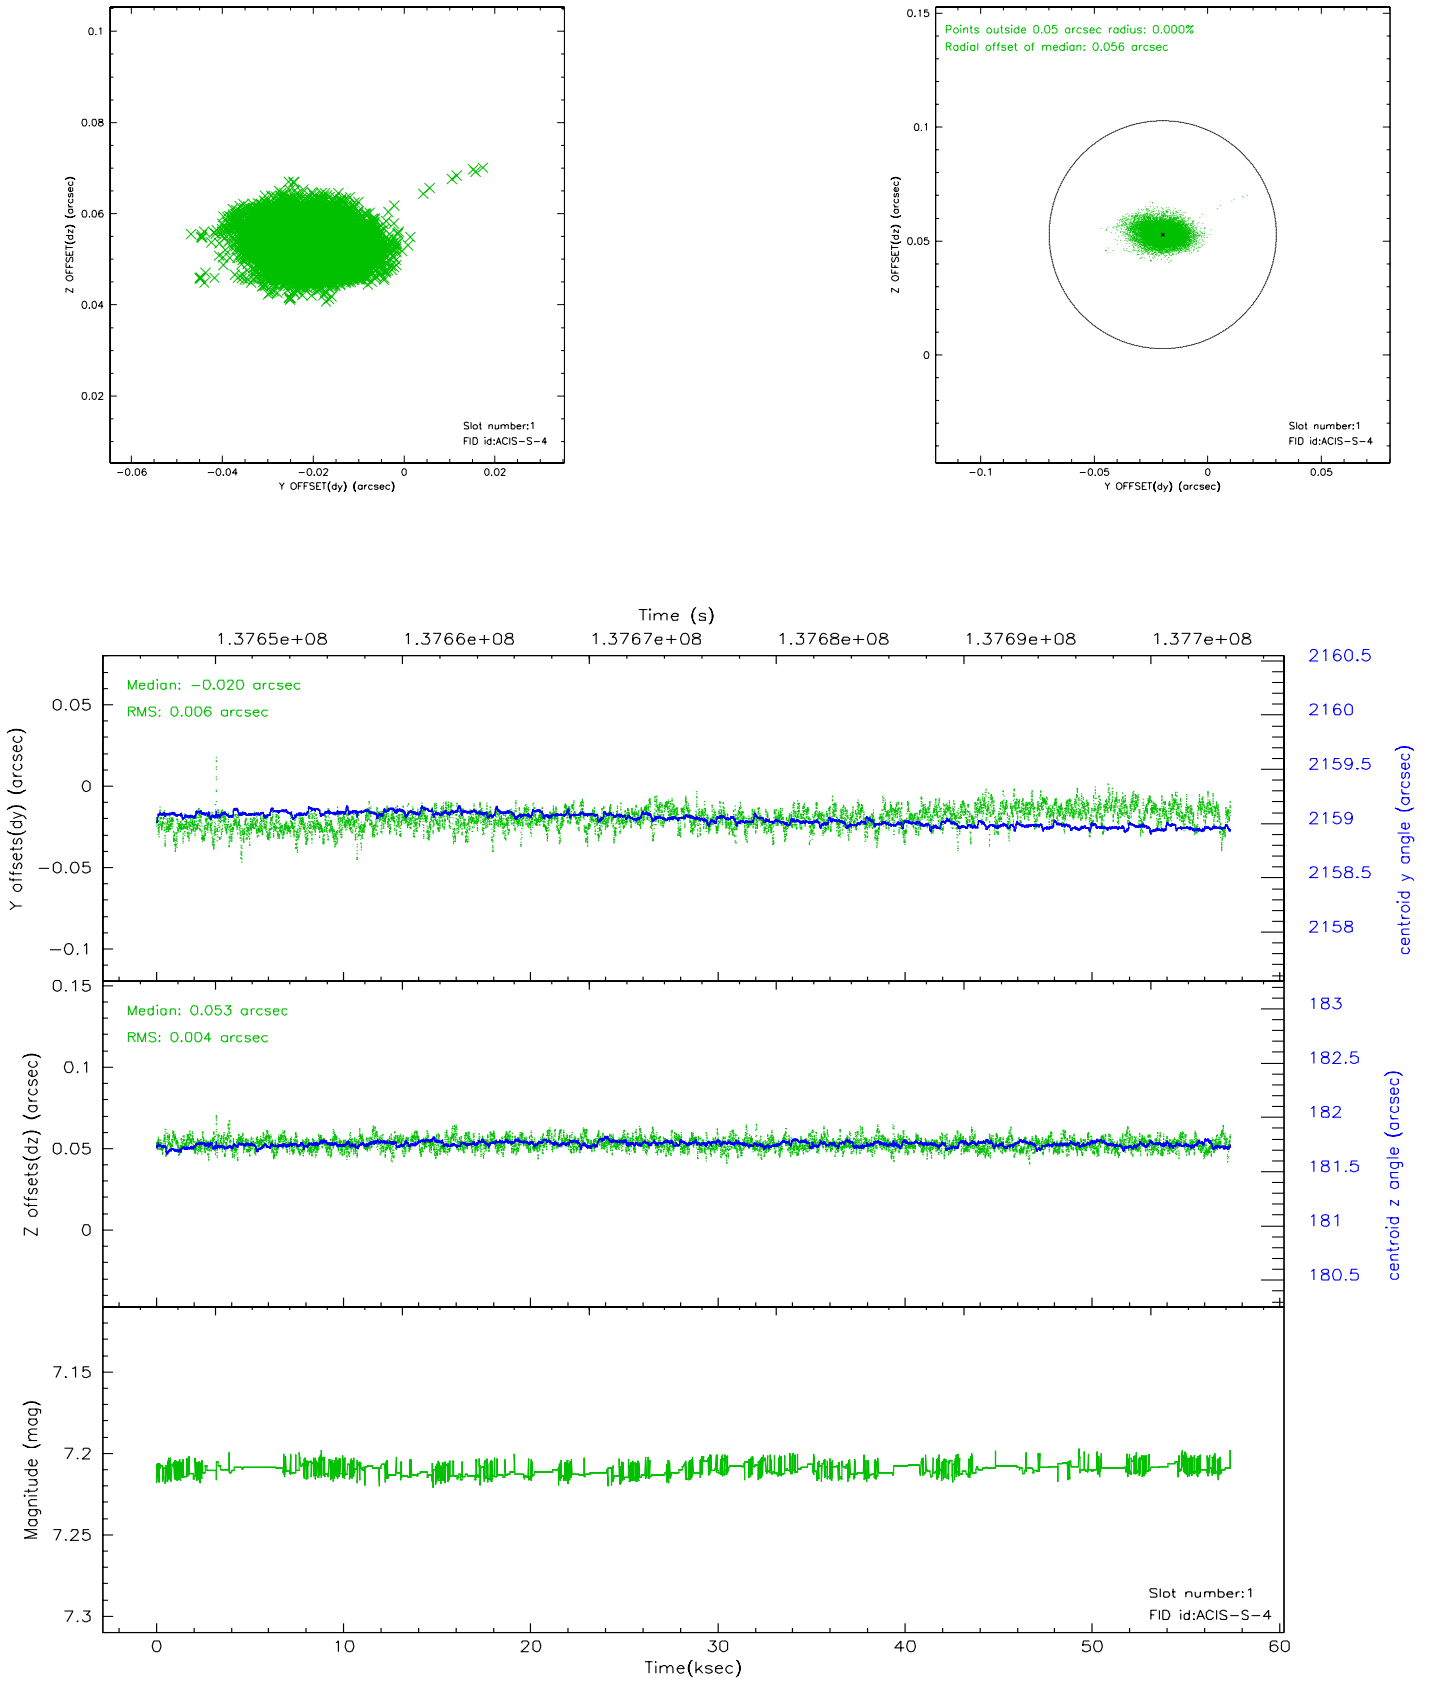 0.1
0.08
0.06
0.04
0.02
Z OFFSET(dz) (arcsec)
Slot number:1
FID id:ACIS-S-4
-0.06 -0.04 -0.02 0 0.02
Y OFFSET(dy) (arcsec)
0.15
0.1
0.05
0
Z OFFSET(dz) (arcsec)
Points outside 0.05 arcsec radius: 0.000%
Radial offset of median: 0.056 arcsec
Slot number:1
FID id:ACIS-S-4
-0.1 -0.05 0 0.05
Y OFFSET(dy) (arcsec)
Time (s)
1.3765e+08 1.3766e+08 1.3767e+08 1.3768e+08 1.3769e+08 1.377e+08
Median: -0.020 arcsec
RMS: 0.006 arcsec
0.05
0
-0.05
-0.1
Y offsets(dy) (arcsec)
2160.5
2160
2159.5
2159
2158.5
2158
centroid y angle (arcsec)
Median: 0.053 arcsec
RMS: 0.004 arcsec
0.15
0.1
0.05
0
Z offsets(dz) (arcsec)
183
182.5
182
181.5
181
180.5
centroid z angle (arcsec)
7.15
7.2
7.25
7.3
Magnitude (mag)
Slot number:1
FID id:ACIS-S-4
0 10 20 30 40 50 60
Time(ksec)